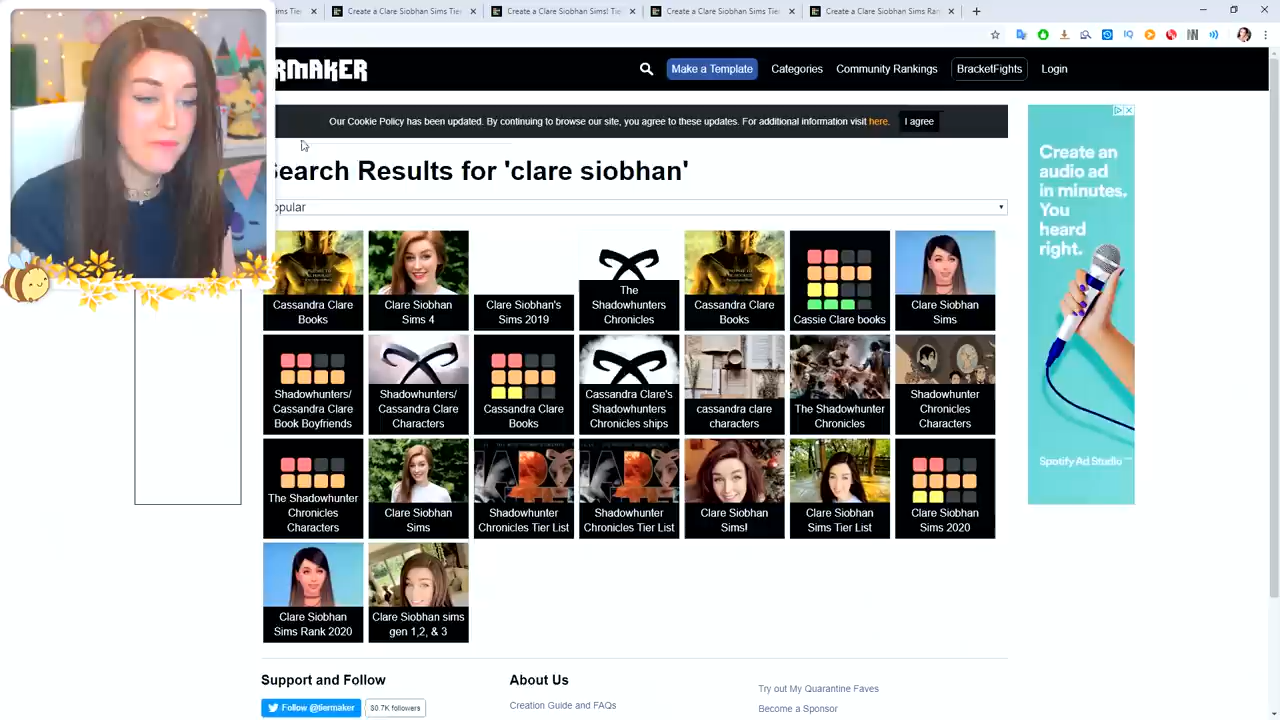 ms Tie
Create a Clare Siobhan Sims Tier
Create a Clare Siobhan Sims! Tie
Create a Clare Siobhan Sims Tier
Create a Clare Siobhan Sims Ran
RMAKER
Make a Template
Categories
Community Rankings
BracketFights
Login
Our Cookie Policy has been updated. By continuing to browse our site, you agree to these updates. For additional information visit here.
I agree
Search Results for 'clare siobhan'
opular
Cassandra Clare
Books
Clare Siobhan
Sims 4
Clare Siobhan's
Sims 2019
The
Shadowhunters
Chronicles
Cassandra Clare
Books
Cassie Clare books
Clare Siobhan
Sims
Shadowhunters/
Cassandra Clare
Book Boyfriends
Shadowhunters/
Cassandra Clare
Characters
Cassandra Clare
Books
Cassandra Clare's
Shadowhunters
Chronicles ships
cassandra clare
characters
The Shadowhunter
Chronicles
Shadowhunter
Chronicles
Characters
The Shadowhunter
Chronicles
Characters
Clare Siobhan
Sims
Shadowhunter
Chronicles Tier List
Shadowhunter
Chronicles Tier List
Clare Siobhan
Sims!
Clare Siobhan
Sims Tier List
Clare Siobhan
Sims 2020
Clare Siobhan
Sims Rank 2020
Clare Siobhan sims
gen 1,2, & 3
Create an
audio ad
in minutes.
You
heard
right.
Spotify Ad Studio
Support and Follow
Follow @tiermaker
30.7K followers
About Us
Creation Guide and FAQs
Try out My Quarantine Faves
Become a Sponsor